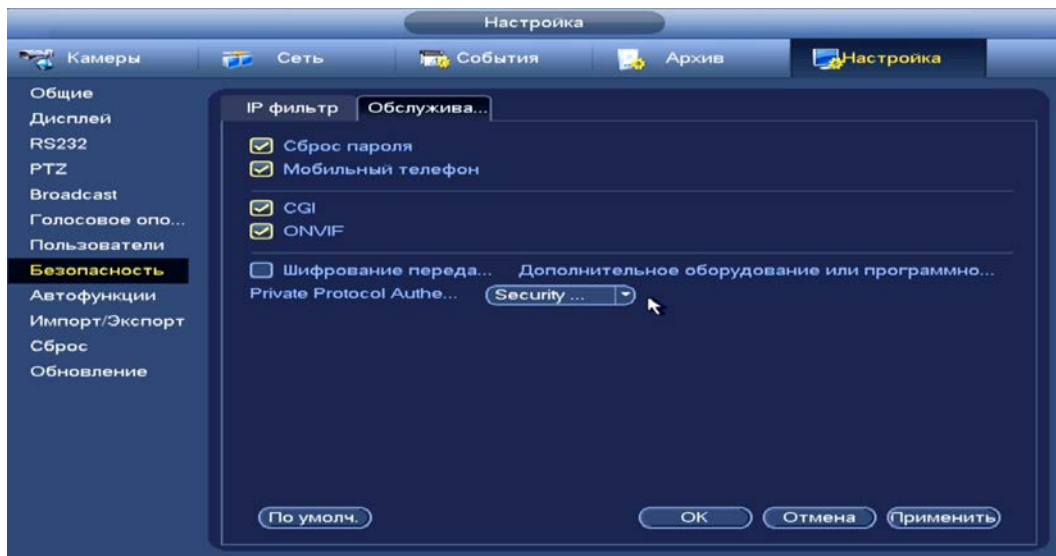 Настройка
Камеры
Сеть
События
Архив
Настройка
Общие
Дисплей
RS232
PTZ
Broadcast
Голосовое опо...
Пользователи
Безопасность
Автофункции
Импорт/Экспорт
Сброс
Обновление
IP фильтр
Обслужива...
Сброс пароля
Мобильный телефон
CGI
ONVIF
Шифрование переда... Дополнительное оборудование или программно...
Private Protocol Authe... Security ...
По умолч.
OK
Отмена
Применить